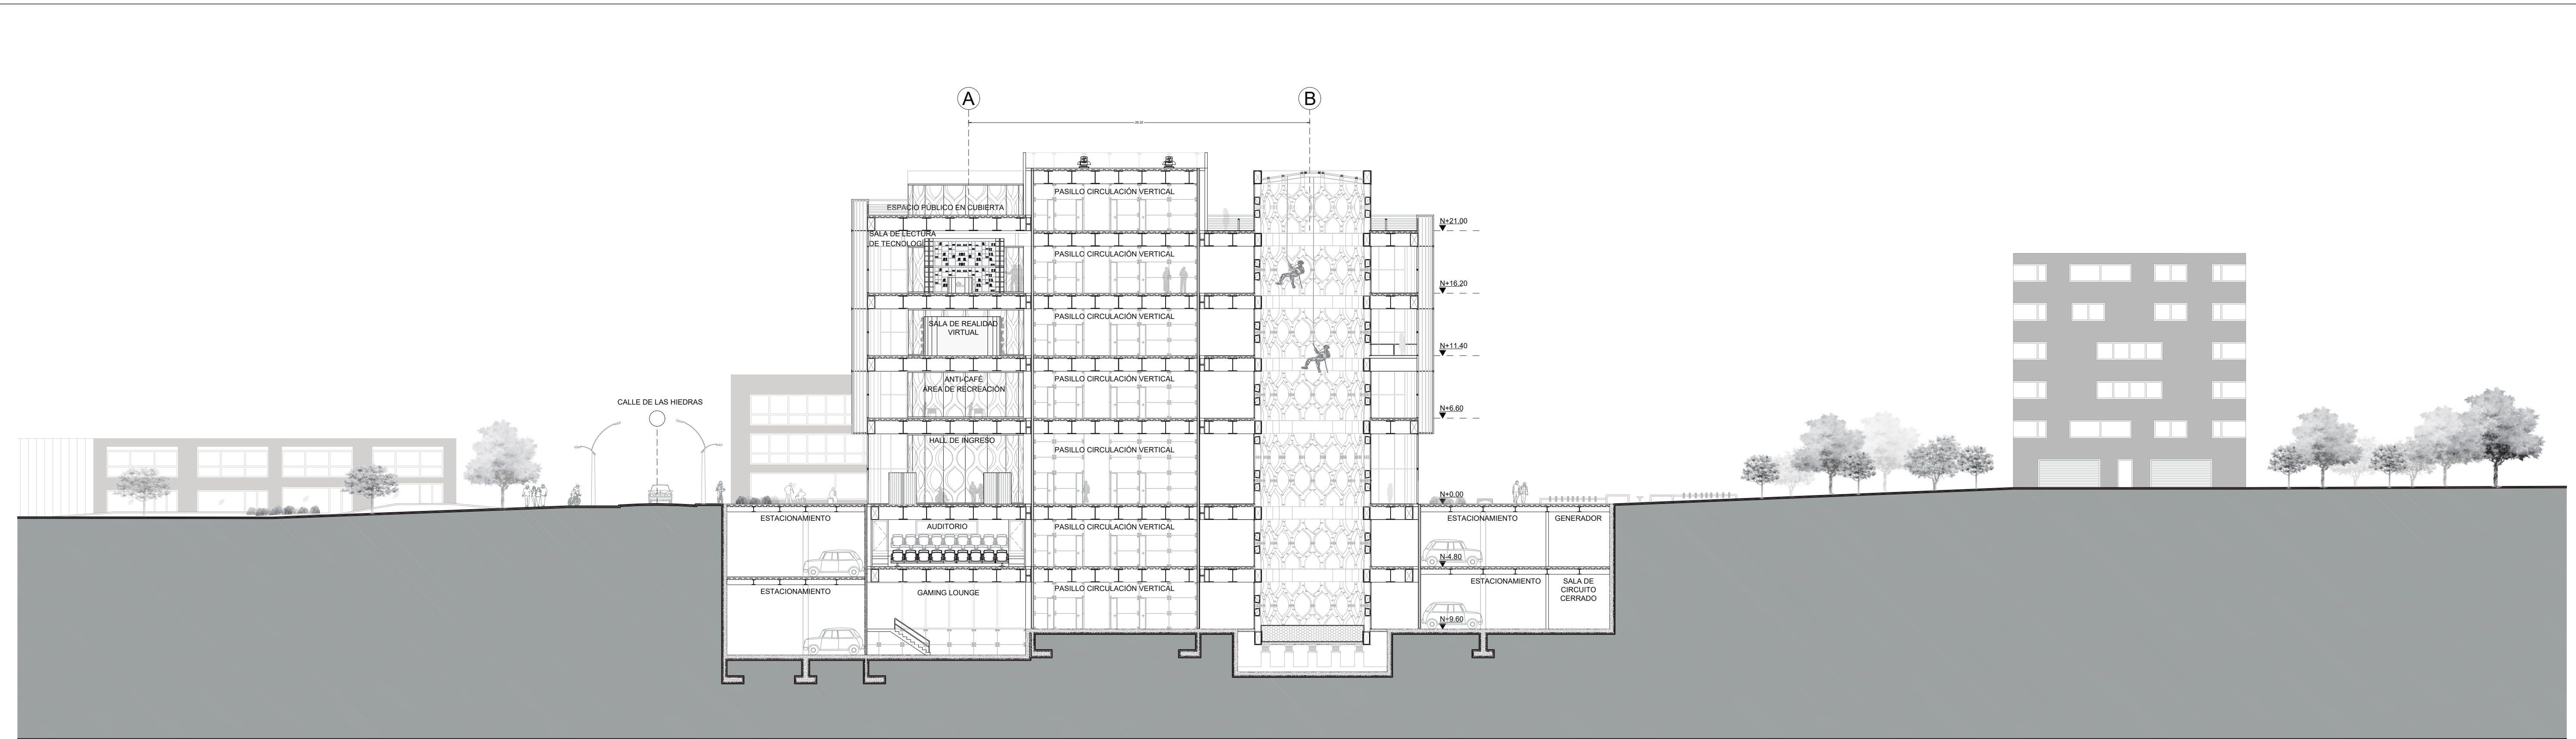 A
B
PASILLO CIRCULACIÓN VERTICAL
ESPACIO PÚBLICO EN CUBIERTA
N+21.00
SALA DE LECTURA
DE TECNOLOGÍ
PASILLO CIRCULACIÓN VERTICAL
N+16.20
PASILLO CIRCULACIÓN VERTICAL
SALA DE REALIDAD
VIRTUAL
N+11.40
ANTI-CAFÉ
ÁREA DE RECREACIÓN
PASILLO CIRCULACIÓN VERTICAL
CALLE DE LAS HIEDRAS
N+6.60
HALL DE INGRESO
PASILLO CIRCULACIÓN VERTICAL
N+0.00
ESTACIONAMIENTO
AUDITORIO
PASILLO CIRCULACIÓN VERTICAL
ESTACIONAMIENTO
GENERADOR
N-4.80
ESTACIONAMIENTO
GAMING LOUNGE
PASILLO CIRCULACIÓN VERTICAL
ESTACIONAMIENTO
SALA DE
CIRCUITO
CERRADO
N+9.60